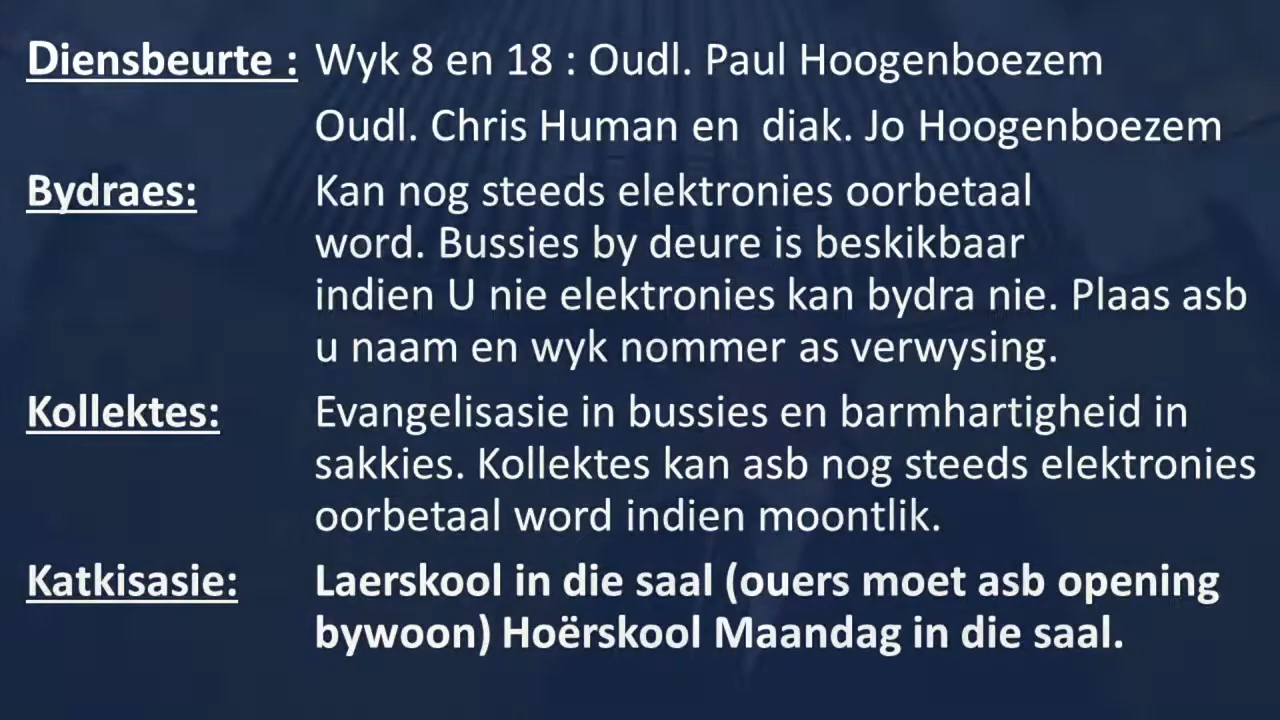 Diensbeurte : Wyk 8 en 18 : Oudl. Paul Hoogenboezem
Oudl. Chris Human en diak. Jo Hoogenboezem
Bydraes: Kan nog steeds elektronies oorbetaal
word. Bussies by deure is beskikbaar
indien U nie elektronies kan bydra nie. Plaas asb
u naam en wyk nommer as verwysing.
Kollektes: Evangelisasie in bussies en barmhartigheid in
sakkies. Kollektes kan asb nog steeds elektronies
oorbetaal word indien moontlik.
Katkisasie: Laerskool in die saal (ouers moet asb opening
bywoon) Hoërskool Maandag in die saal.